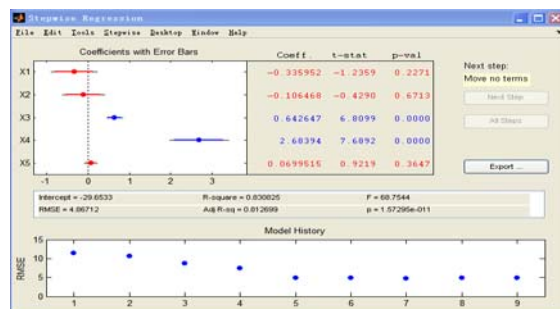 Stepwise Regression
File Edit Tools Stepwise Desktop Window Help
Coefficients with Error Bars
Coeff. t-stat p-val
X1 -0.335952 -1.2359 0.2271
X2 -0.106468 -0.4290 0.6713
X3 0.642647 6.8099 0.0000
X4 2.68394 7.6892 0.0000
X5 0.0699515 0.9219 0.3647
-1 0 1 2 3
Next step:
Move no terms
Next Step
All Steps
Export ...
Intercept = -29.6533 R-square = 0.830825 F = 68.7544
RMSE = 4.86712 Adj R-sq = 0.812699 p = 1.57295e-011
Model History
RMSE
15
10
5
0
1 2 3 4 5 6 7 8 9